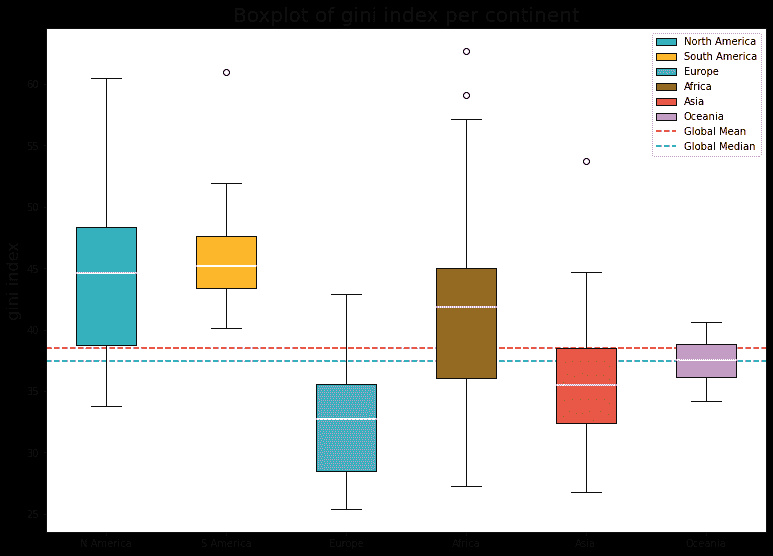 Boxplot of gini index per continent
North America
South America
Europe
Africa
Asia
Oceania
Global Mean
Global Median
gini index
60
55
50
45
40
35
30
25
N.America
S.America
Europe
Africa
Asia
Oceania